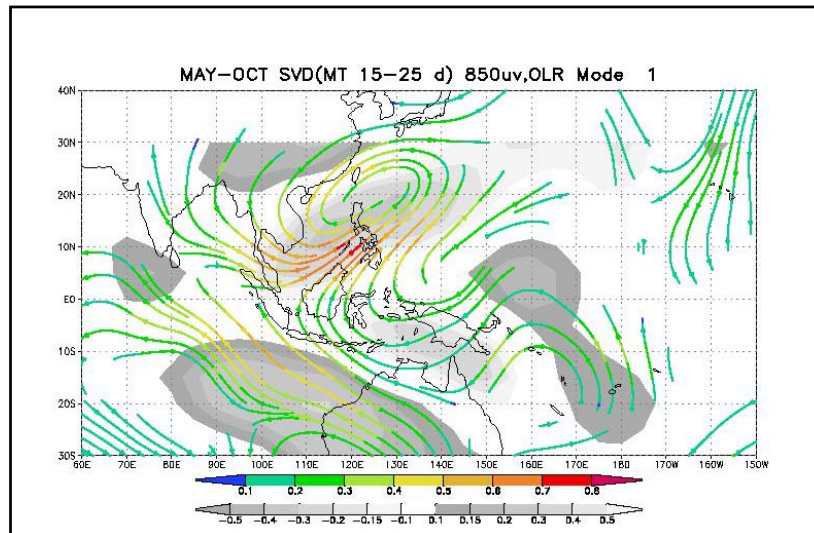 MAY-OCT SVD(MT 15-25 d) 850uv,OLR Mode 1
40N
30N
20N
10N
EQ
10S
20S
30S
60E 70E 80E 90E 100E 110E 120E 130E 140E 150E 160E 170E 180 170W 160W 150W
0.1 0.2 0.3 0.4 0.5 0.6 0.7 0.8
-0.5 -0.4 -0.3 -0.2 -0.15 -0.1 0.1 0.15 0.2 0.3 0.4 0.5